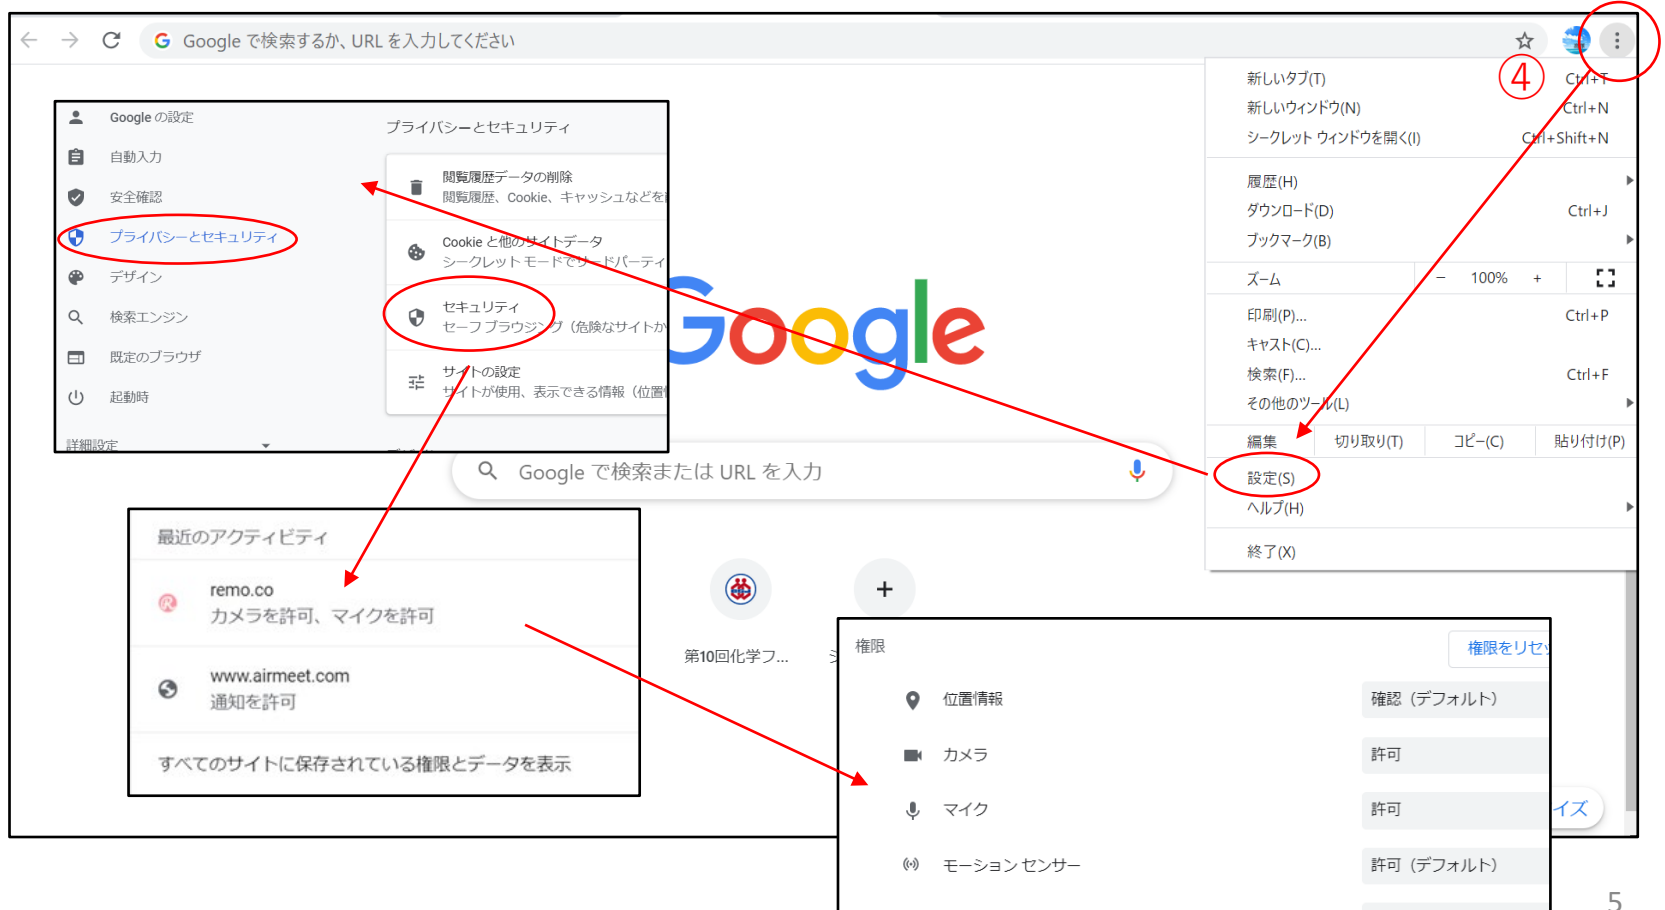 Google で検索するか、URL を入力してください
④
新しいタブ(T) Ctrl+T
新しいウィンドウ(N) Ctrl+N
シークレット ウィンドウを開く(I) Ctrl+Shift+N
履歴(H)
ダウンロード(D) Ctrl+J
ブックマーク(B)
ズーム − 100% +
印刷(P)... Ctrl+P
キャスト(C)...
検索(F)... Ctrl+F
その他のツール(L)
編集 切り取り(T) コピー(C) 貼り付け(P)
設定(S)
ヘルプ(H)
終了(X)
Google の設定
自動入力
安全確認
プライバシーとセキュリティ
デザイン
検索エンジン
既定のブラウザ
起動時
詳細設定
プライバシーとセキュリティ
閲覧履歴データの削除
閲覧履歴、Cookie、キャッシュなどを
Cookie と他のサイトデータ
シークレット モードでサードパーティ
セキュリティ
セーフ ブラウジング（危険なサイトか
サイトの設定
サイトが使用、表示できる情報（位置
Google
Google で検索または URL を入力
第10回化学フ...
最近のアクティビティ
remo.co
カメラを許可、マイクを許可
www.airmeet.com
通知を許可
すべてのサイトに保存されている権限とデータを表示
権限 権限をリセッ
位置情報 確認（デフォルト）
カメラ 許可
マイク 許可
モーション センサー 許可（デフォルト）
イズ
5